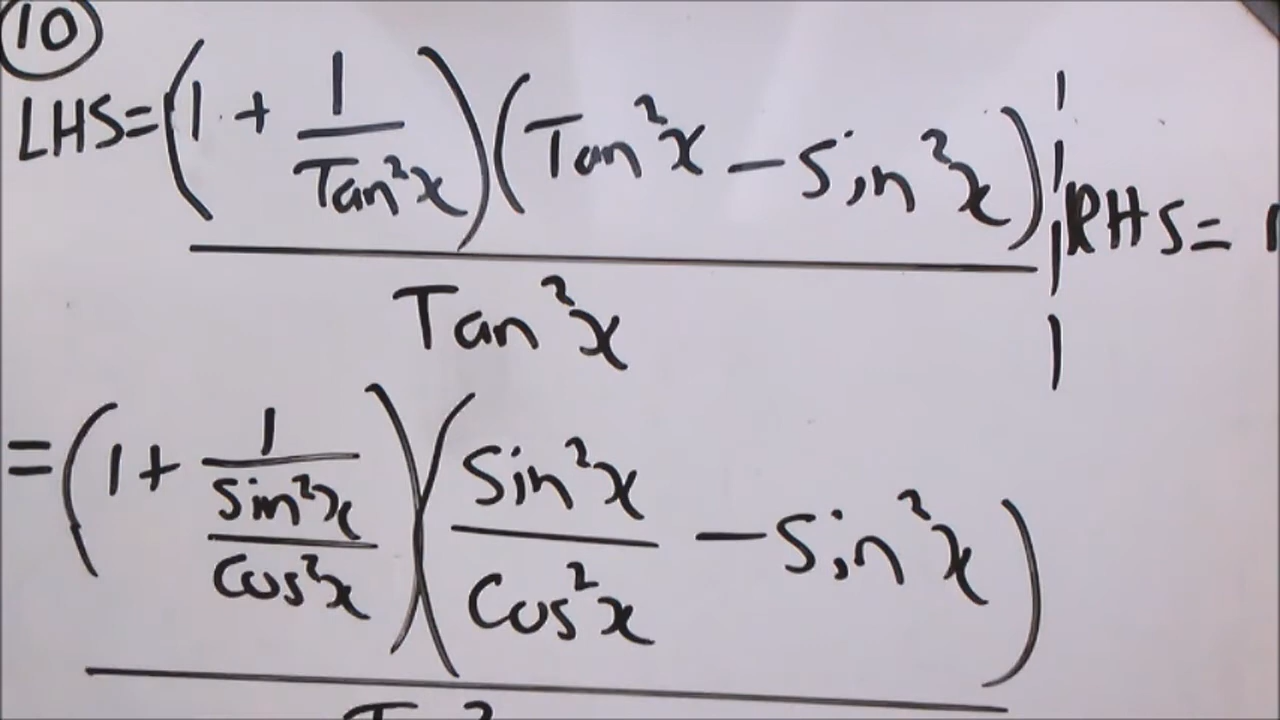 10
LHS = (1 + 1/Tan²x)(Tan²x − Sin²x) / Tan²x
RHS =
= (1 + 1/(Sin²x/Cos²x))(Sin²x/Cos²x − Sin²x)